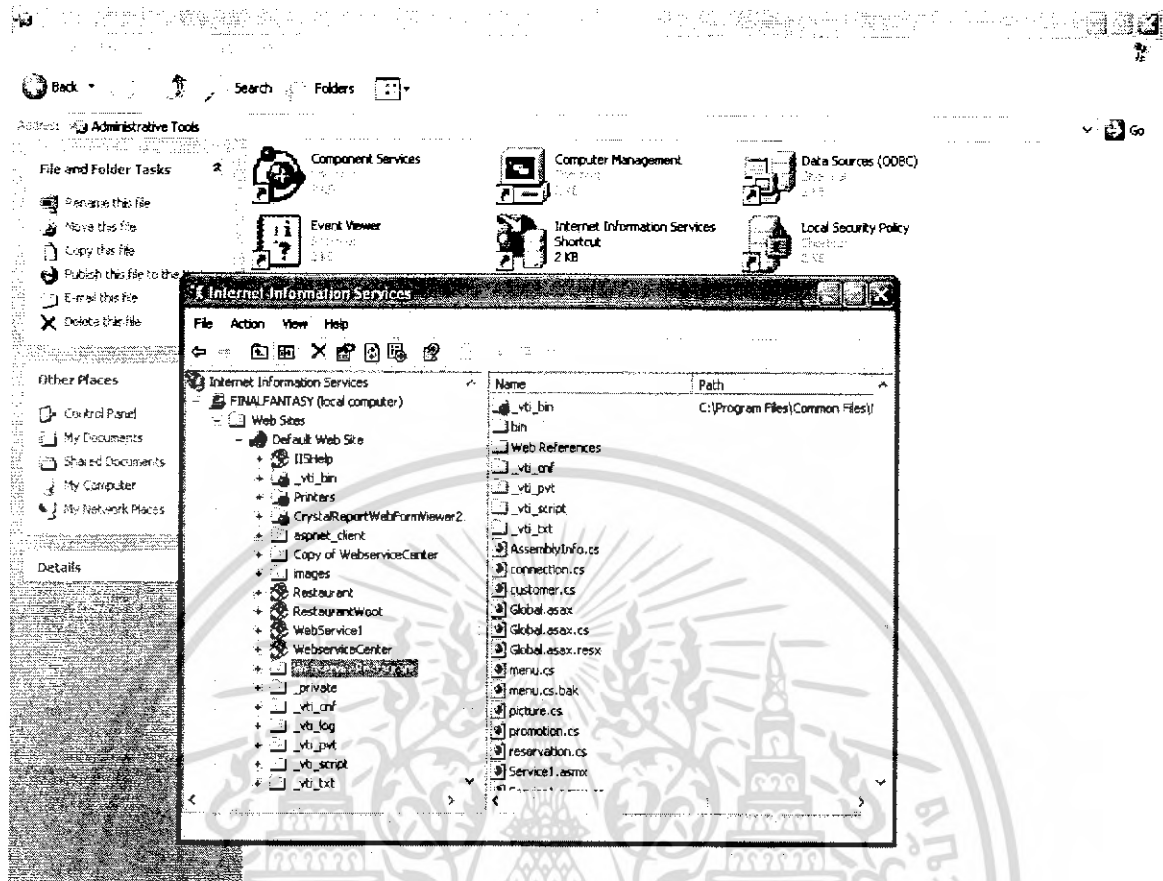 Back Search Folders
Address Administrative Tools Go
File and Folder Tasks
Rename this file
Move this file
Copy this file
Publish this file to the
E-mail this file
Delete this file
Other Places
Control Panel
My Documents
Shared Documents
My Computer
My Network Places
Details
Component Services
Computer Management
Data Sources (ODBC)
Event Viewer
Internet Information Services
Shortcut
2 KB
Local Security Policy
Internet Information Services
File Action View Help
Internet Information Services
FINALFANTASY (local computer)
Web Sites
Default Web Site
IISHelp
_vti_bin
Printers
CrystalReportWebFormViewer2.
aspnet_client
Copy of WebserviceCenter
images
Restaurant
RestaurantWoot
WebService1
WebserviceCenter
_private
_vti_cnf
_vti_log
_vti_pvt
_vti_script
_vti_txt
Name Path
_vti_bin C:\Program Files\Common Files\
bin
Web References
_vti_cnf
_vti_pvt
_vti_script
_vti_txt
AssemblyInfo.cs
connection.cs
customer.cs
Global.asax
Global.asax.cs
Global.asax.resx
menu.cs
menu.cs.bak
picture.cs
promotion.cs
reservation.cs
Service1.asmx